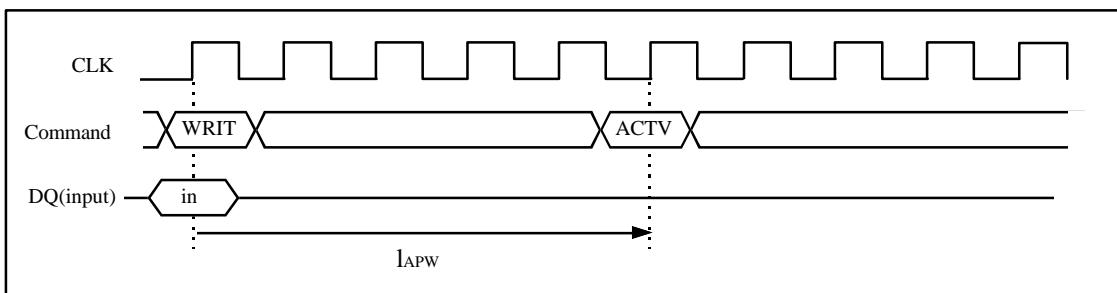 CLK
Command WRIT ACTV
DQ(input) in
lAPW